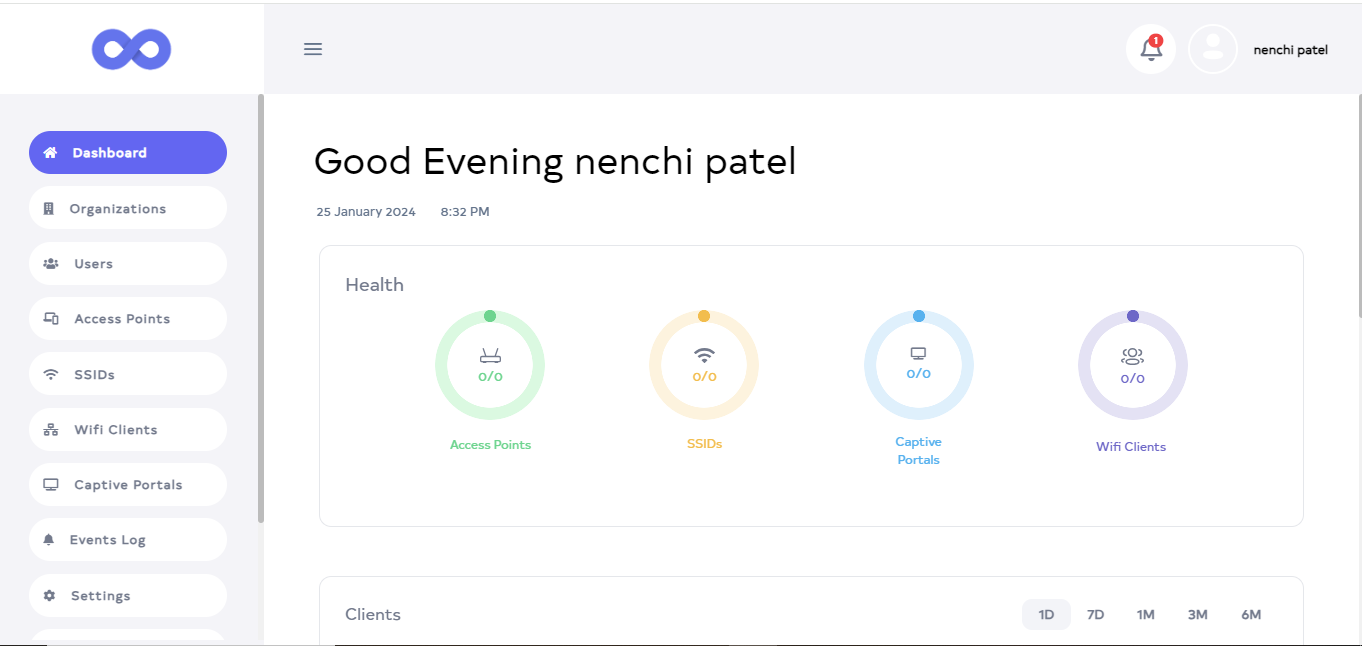 1
nenchi patel
Dashboard
Organizations
Users
Access Points
SSIDs
Wifi Clients
Captive Portals
Events Log
Settings
Good Evening nenchi patel
25 January 2024 8:32 PM
Health
0/0
Access Points
0/0
SSIDs
0/0
Captive
Portals
0/0
Wifi Clients
Clients
1D 7D 1M 3M 6M